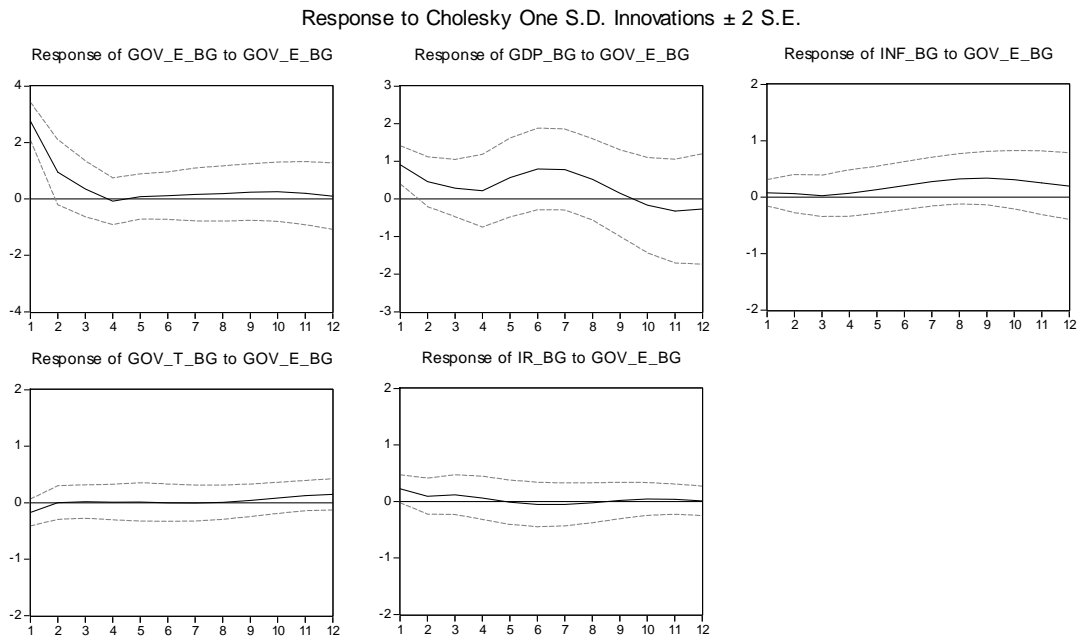 Response to Cholesky One S.D. Innovations ± 2 S.E.
Response of GOV_E_BG to GOV_E_BG
4
2
0
-2
-4
1 2 3 4 5 6 7 8 9 10 11 12
Response of GDP_BG to GOV_E_BG
3
2
1
0
-1
-2
-3
1 2 3 4 5 6 7 8 9 10 11 12
Response of INF_BG to GOV_E_BG
2
1
0
-1
-2
1 2 3 4 5 6 7 8 9 10 11 12
Response of GOV_T_BG to GOV_E_BG
2
1
0
-1
-2
1 2 3 4 5 6 7 8 9 10 11 12
Response of IR_BG to GOV_E_BG
2
1
0
-1
-2
1 2 3 4 5 6 7 8 9 10 11 12